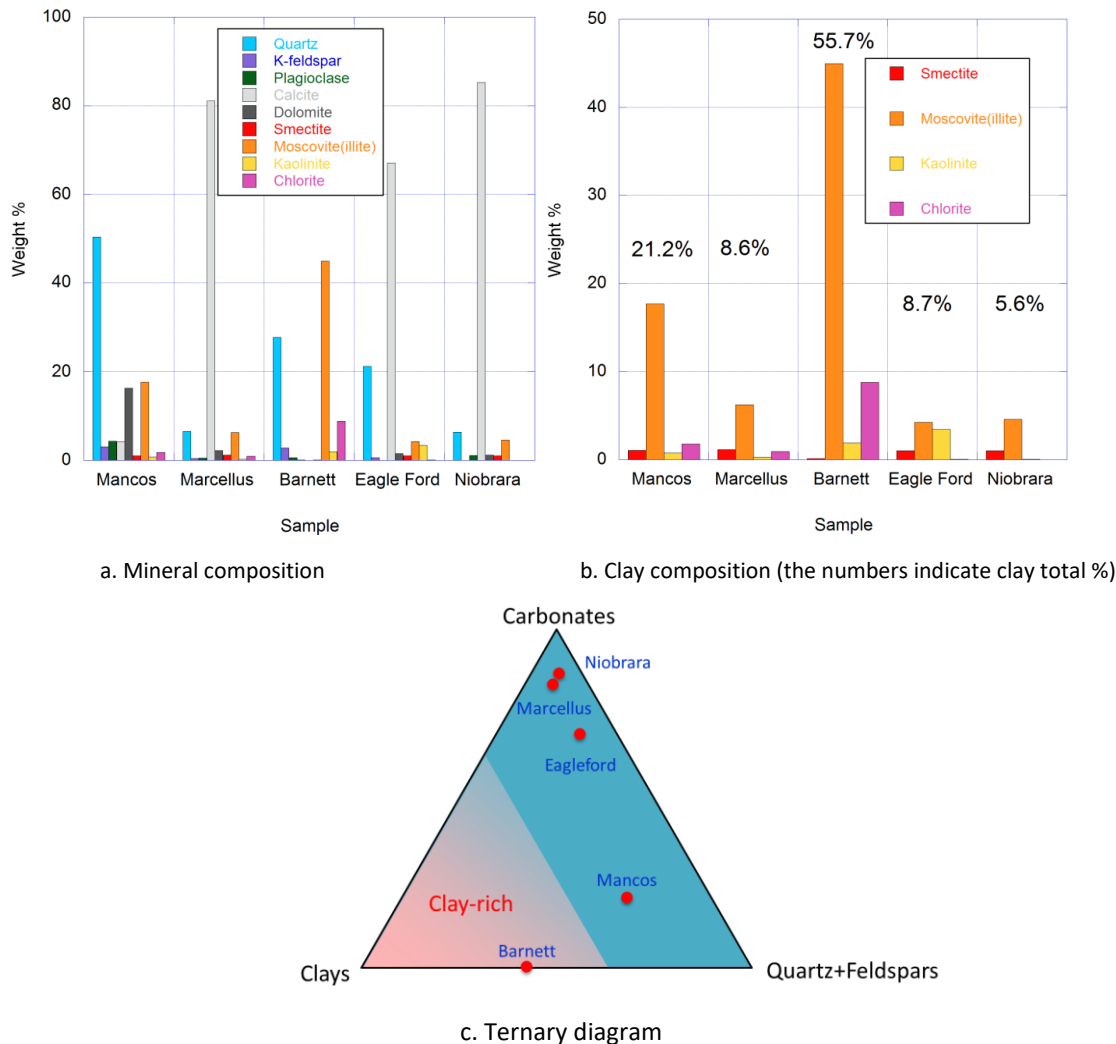 100
80
60
40
20
0
Weight %
Quartz
K-feldspar
Plagioclase
Calcite
Dolomite
Smectite
Moscovite(illite)
Kaolinite
Chlorite
Mancos Marcellus Barnett Eagle Ford Niobrara
Sample
a. Mineral composition
50
40
30
20
10
0
Weight %
55.7%
21.2%
8.6%
8.7%
5.6%
Smectite
Moscovite(illite)
Kaolinite
Chlorite
Mancos Marcellus Barnett Eagle Ford Niobrara
Sample
b. Clay composition (the numbers indicate clay total %)
Carbonates
Niobrara
Marcellus
Eagleford
Mancos
Clay-rich
Barnett
Clays
Quartz+Feldspars
c. Ternary diagram